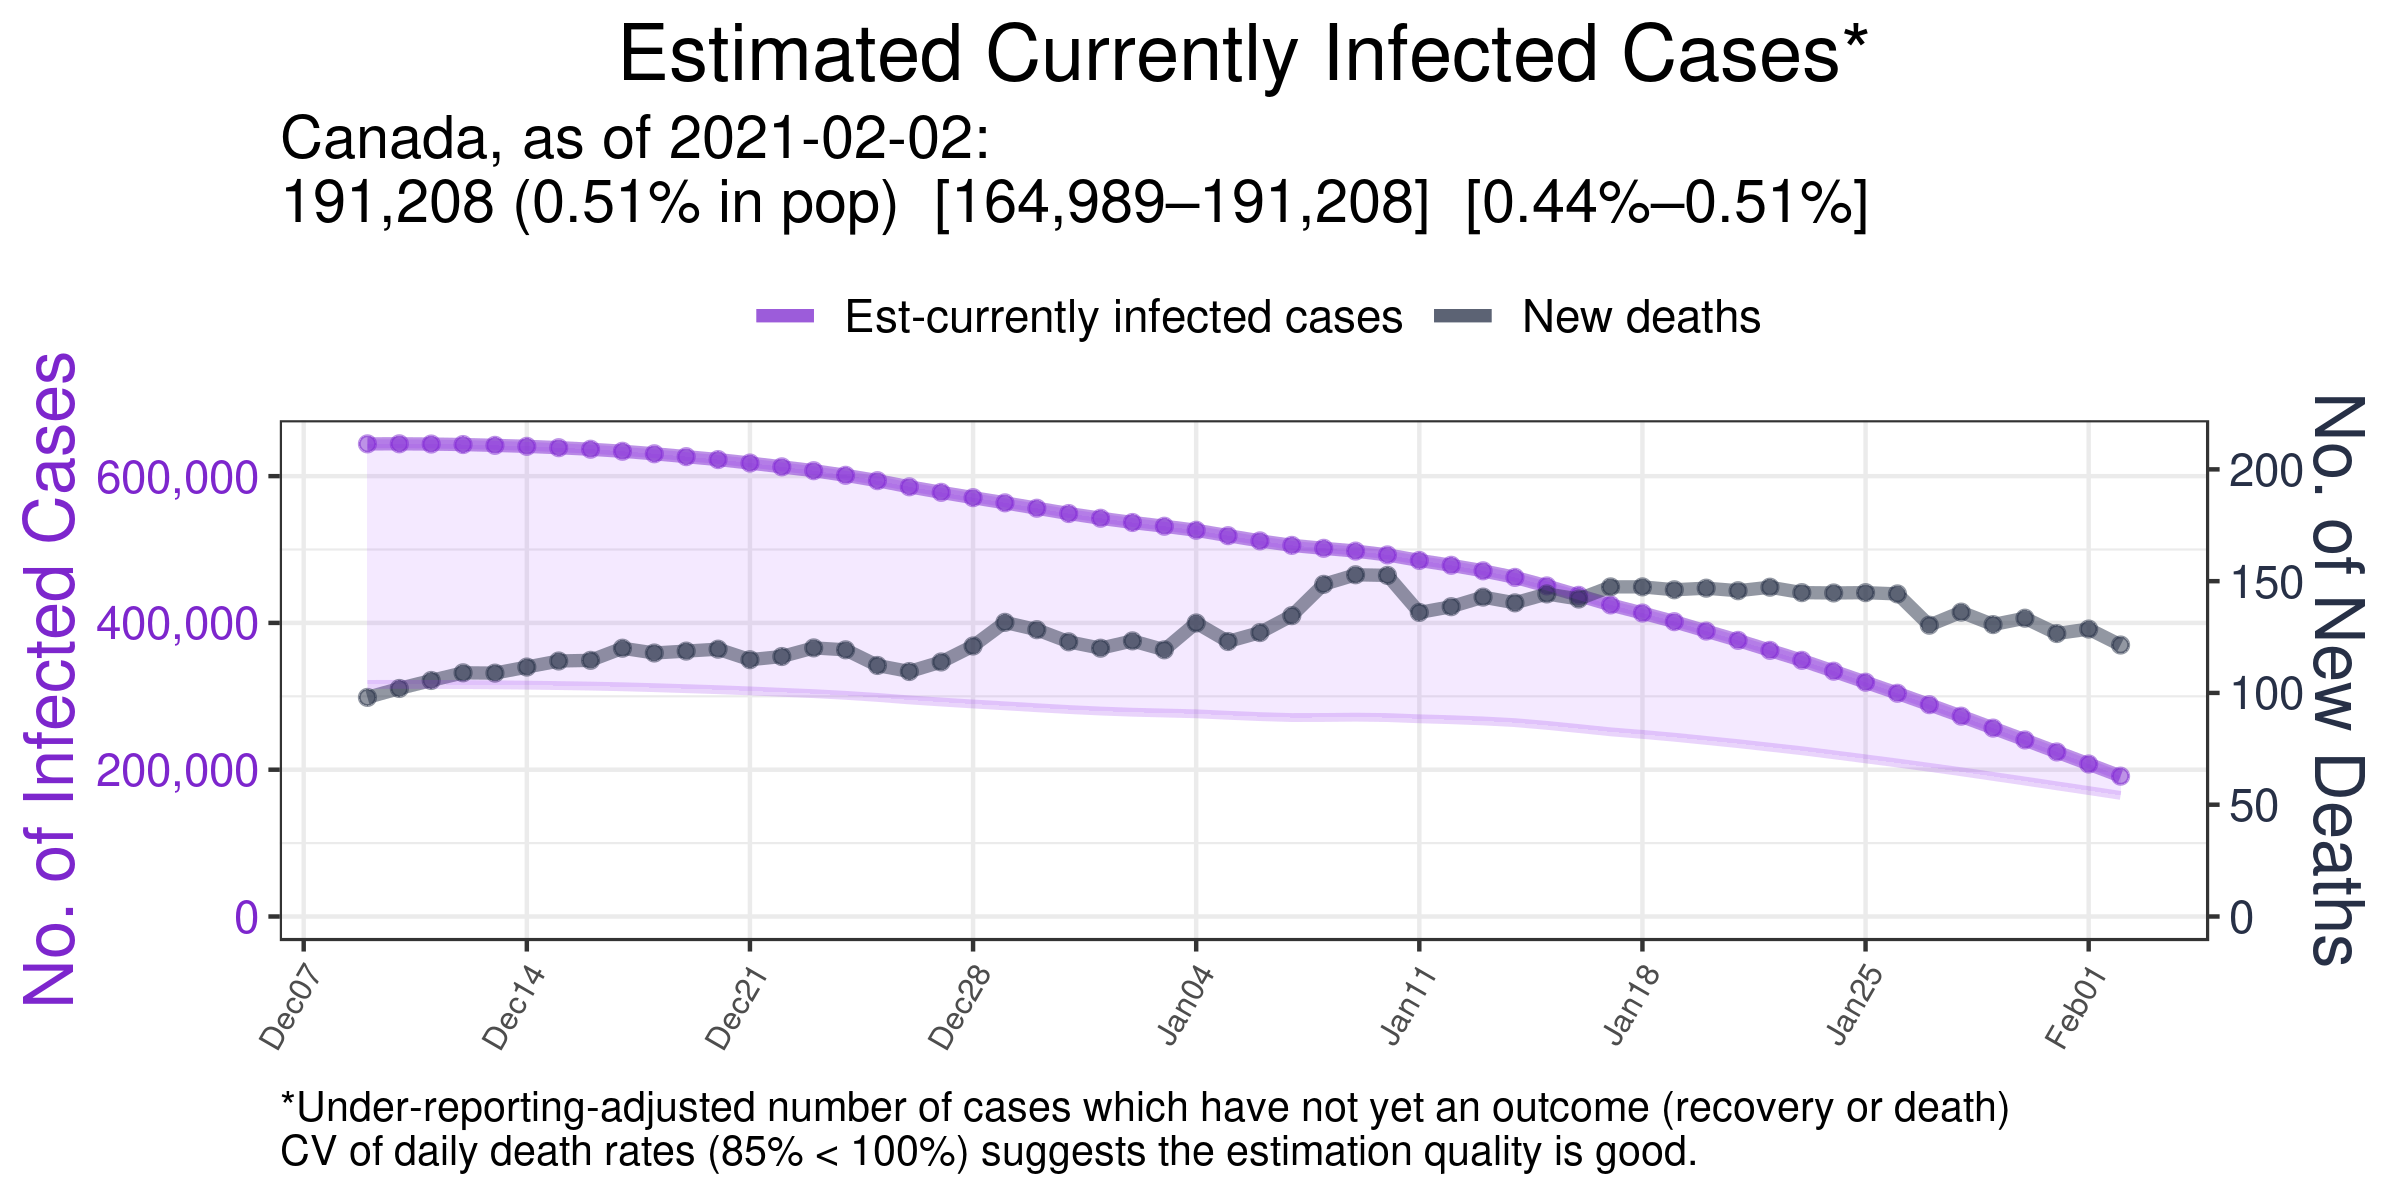 Estimated Currently Infected Cases*
Canada, as of 2021-02-02:
191,208 (0.51% in pop)  [164,989–191,208]  [0.44%–0.51%]
Est-currently infected cases
New deaths
No. of Infected Cases
600,000
400,000
200,000
0
200
150
100
50
0
No. of New Deaths
Dec07
Dec14
Dec21
Dec28
Jan04
Jan11
Jan18
Jan25
Feb01
*Under-reporting-adjusted number of cases which have not yet an outcome (recovery or death)
CV of daily death rates (85% < 100%) suggests the estimation quality is good.